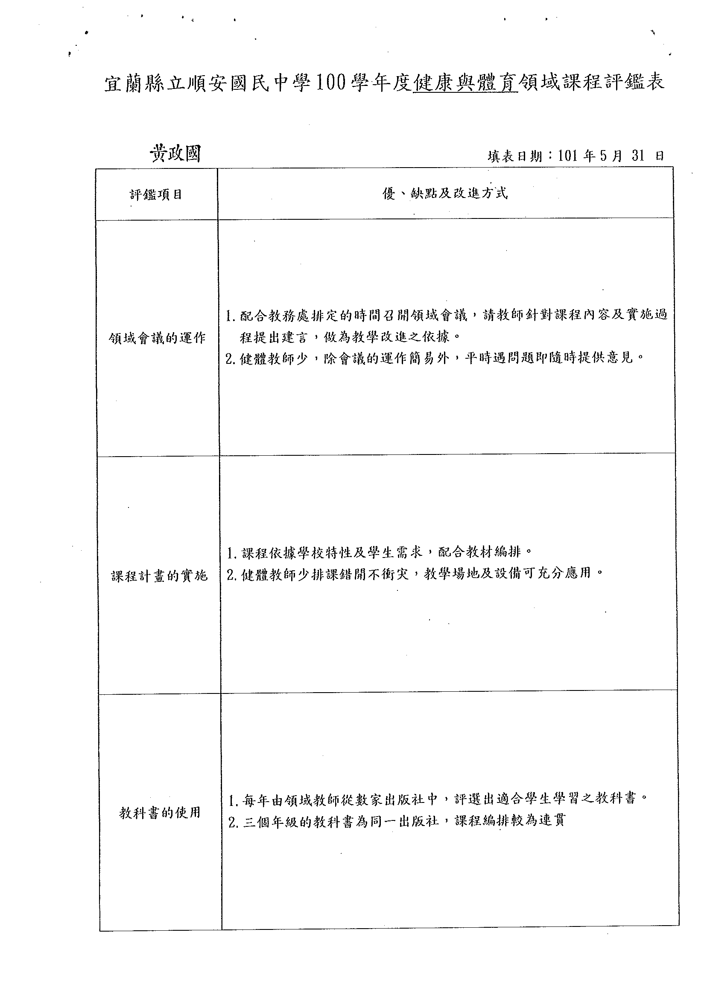 宜蘭縣立順安國民中學100學年度健康與體育領域課程評鑑表
黃政國
填表日期：101年5月 31 日
評鑑項目
優、缺點及改進方式
領域會議的運作
1. 配合教務處排定的時間召開領域會議，請教師針對課程內容及實施過
程提出建言，做為教學改進之依據。
2. 健體教師少，除會議的運作簡易外，平時遇問題即隨時提供意見。
課程計畫的實施
1. 課程依據學校特性及學生需求，配合教材編排。
2. 健體教師少排課錯開不衝突，教學場地及設備可充分應用。
教科書的使用
1. 每年由領域教師從數家出版社中，評選出適合學生學習之教科書。
2. 三個年級的教科書為同一出版社，課程編排較為連貫